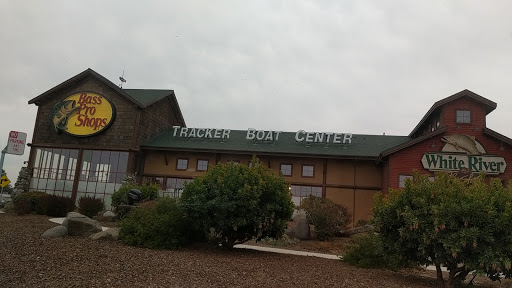 Bass
Pro
Shops
TRACKER BOAT CENTER
White River